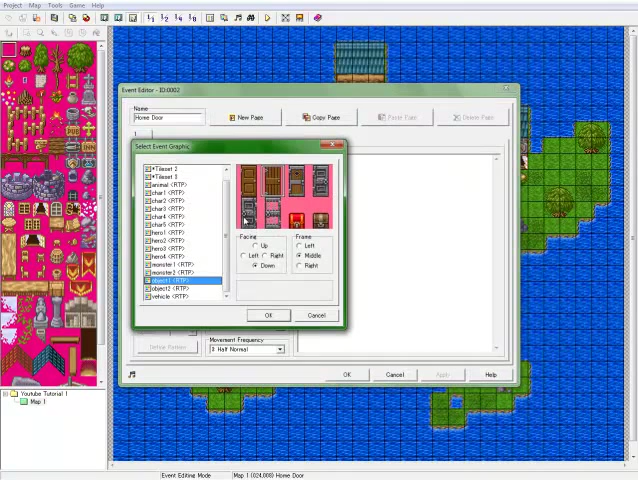 Project Map Tools Game Help
Event Editor - ID:0002
Name
Home Door
New Page
Copy Page
Paste Page
Delete Page
1
Select Event Graphic
*Tileset 2
animal (RTP)
char1 (RTP)
char2 (RTP)
char3 (RTP)
char4 (RTP)
char5 (RTP)
hero1 (RTP)
hero2 (RTP)
hero3 (RTP)
hero4 (RTP)
monster1 (RTP)
monster2 (RTP)
object1 (RTP)
object2 (RTP)
vehicle (RTP)
Facing
Up
Left Right
Down
Frame
Left
Middle
Right
OK
Cancel
Movement Frequency
3 Half Normal
OK
Cancel
Apply
Help
Youtube Tutorial 1
Map 1
Event Editing Mode
Map 1 (024,008) Home Door